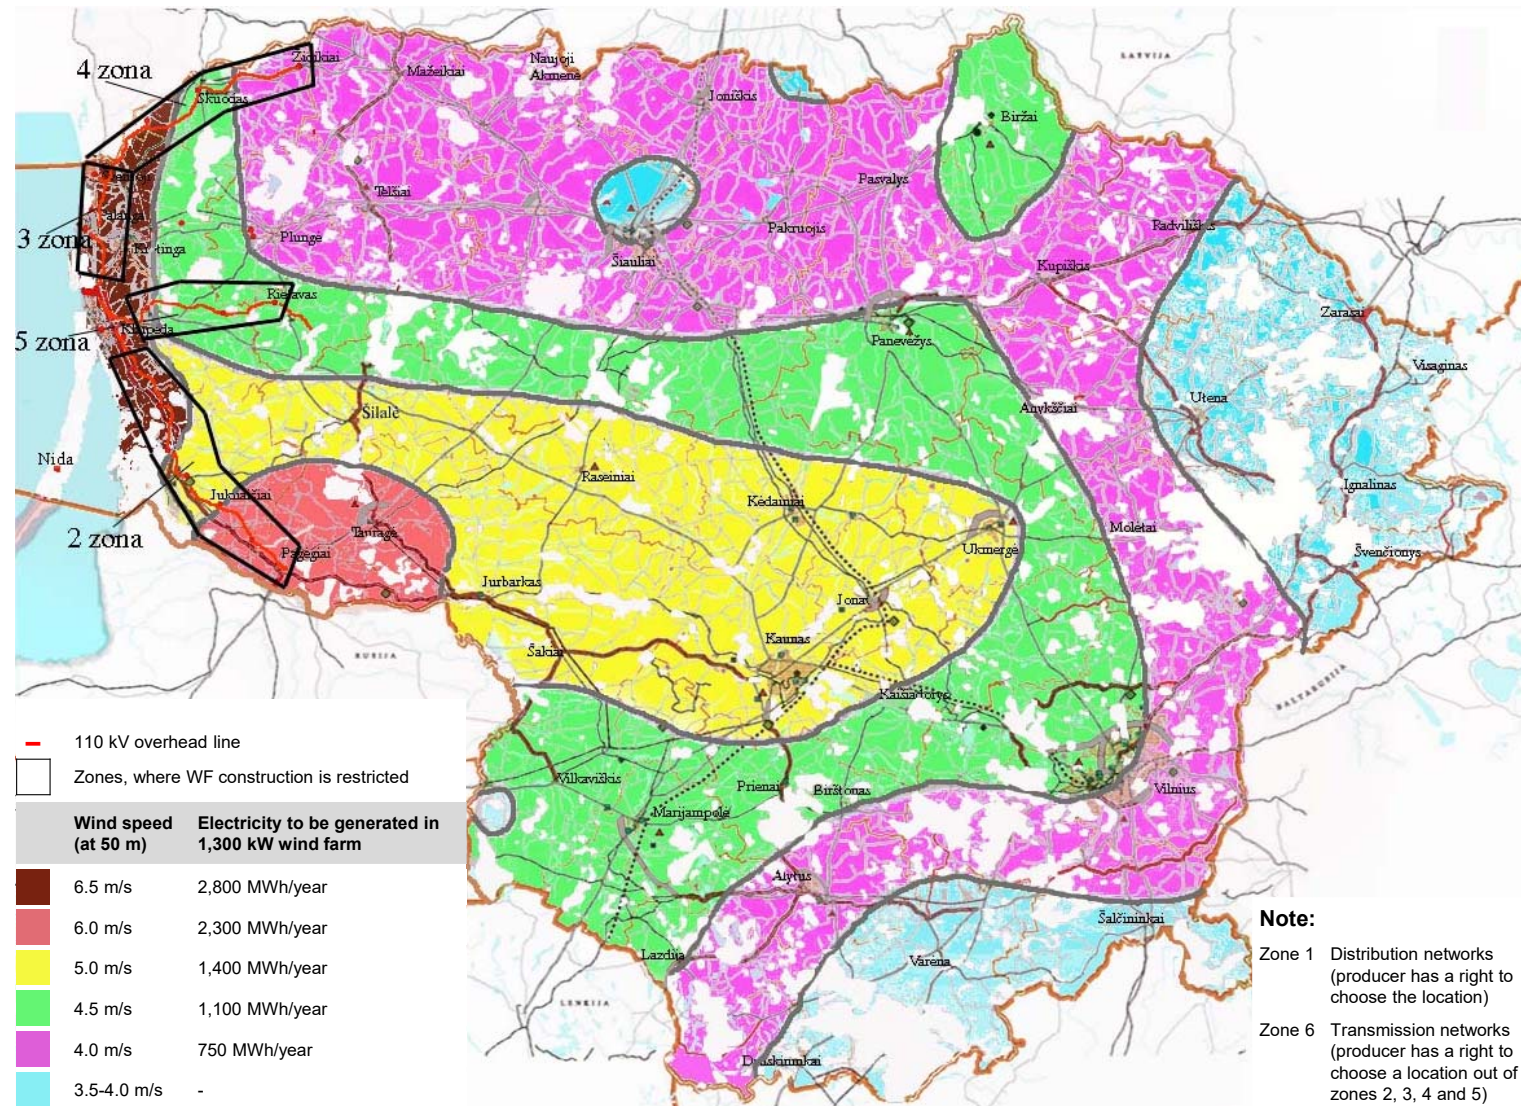 LATVIJA
Židikiai
4 zona
Mažeikiai
Naujoji
Akmenė
Skuodas
Joniškis
Biržai
Telšiai
Pasvalys
Palanga
3 zona
Plungė
Pakruojis
Radviliškis
Šiauliai
Kupiškis
Rietavas
Zarasai
Klaipėda
5 zona
Panevėžys
Visaginas
Utena
Šilalė
Anykščiai
Nida
Raseiniai
Ignalinas
Kėdainiai
Tauragė
Molėtai
2 zona
Pagėgiai
Ukmergė
Švenčionys
Jurbarkas
Jonava
Kaunas
Šakiai
RUSIJA
BALTARUSIJA
Kaišiadorys
Vilkaviškis
Prienai
Birštonas
Vilnius
Marijampolė
Alytus
Šalčininkai
Lazdija
Varėna
LENKIJA
Druskininkai
110 kV overhead line
Zones, where WF construction is restricted
Wind speed (at 50 m) Electricity to be generated in 1,300 kW wind farm
6.5 m/s 2,800 MWh/year
6.0 m/s 2,300 MWh/year
5.0 m/s 1,400 MWh/year
4.5 m/s 1,100 MWh/year
4.0 m/s 750 MWh/year
3.5-4.0 m/s -
Note:
Zone 1 Distribution networks
(producer has a right to
choose the location)
Zone 6 Transmission networks
(producer has a right to
choose a location out of
zones 2, 3, 4 and 5)